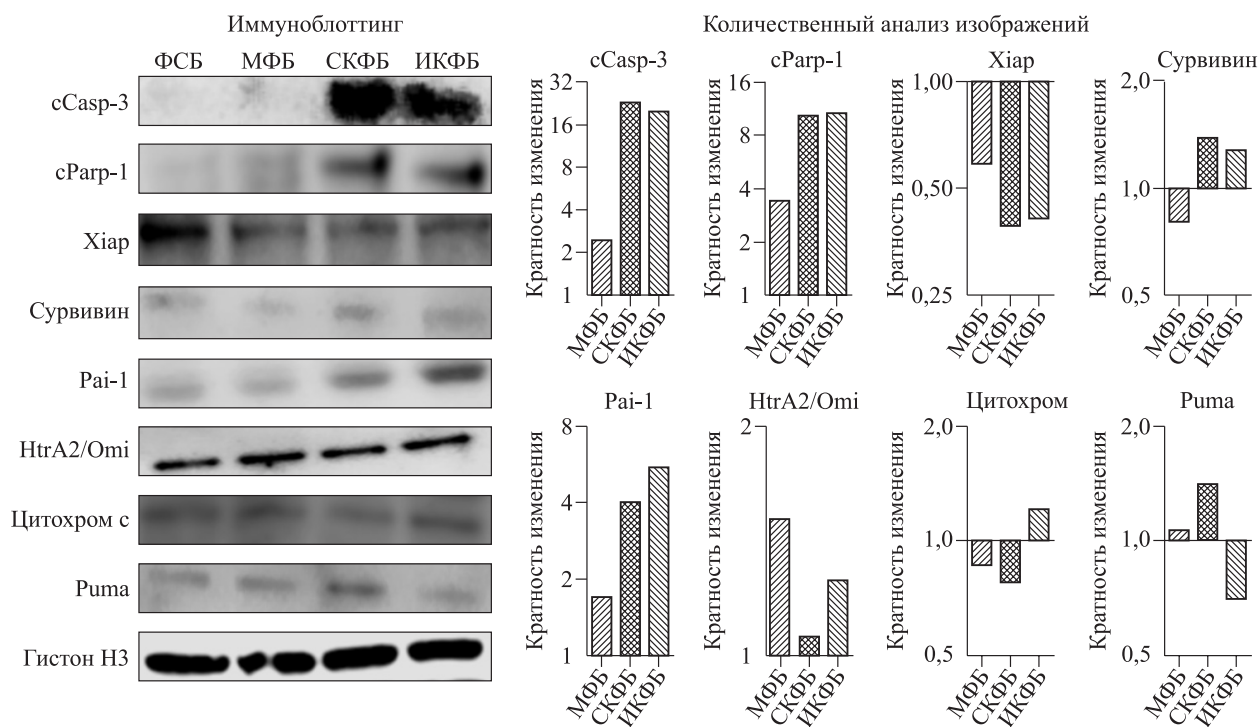 Иммуноблоттинг
ФСБ МФБ СКФБ ИКФБ
cCasp-3
cParp-1
Xiap
Сурвивин
Pai-1
HtrA2/Omi
Цитохром c
Puma
Гистон H3
Количественный анализ изображений
cCasp-3
Кратность изменения
32
16
8
4
2
1
МФБ
СКФБ
ИКФБ
cParp-1
Кратность изменения
16
8
4
2
1
МФБ
СКФБ
ИКФБ
Xiap
Кратность изменения
1,00
0,50
0,25
МФБ
СКФБ
ИКФБ
Сурвивин
Кратность изменения
2,0
1,0
0,5
МФБ
СКФБ
ИКФБ
Pai-1
Кратность изменения
8
4
2
1
МФБ
СКФБ
ИКФБ
HtrA2/Omi
Кратность изменения
2
1
МФБ
СКФБ
ИКФБ
Цитохром
Кратность изменения
2,0
1,0
0,5
МФБ
СКФБ
ИКФБ
Puma
Кратность изменения
2,0
1,0
0,5
МФБ
СКФБ
ИКФБ